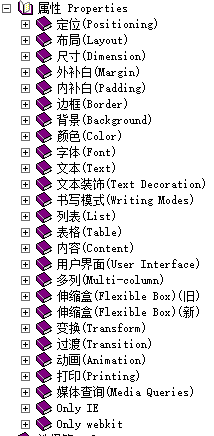 属性 Properties
定位(Positioning)
布局(Layout)
尺寸(Dimension)
外补白(Margin)
内补白(Padding)
边框(Border)
背景(Background)
颜色(Color)
字体(Font)
文本(Text)
文本装饰(Text Decoration)
书写模式(Writing Modes)
列表(List)
表格(Table)
内容(Content)
用户界面(User Interface)
多列(Multi-column)
伸缩盒(Flexible Box)(旧)
伸缩盒(Flexible Box)(新)
变换(Transform)
过渡(Transition)
动画(Animation)
打印(Printing)
媒体查询(Media Queries)
Only IE
Only webkit